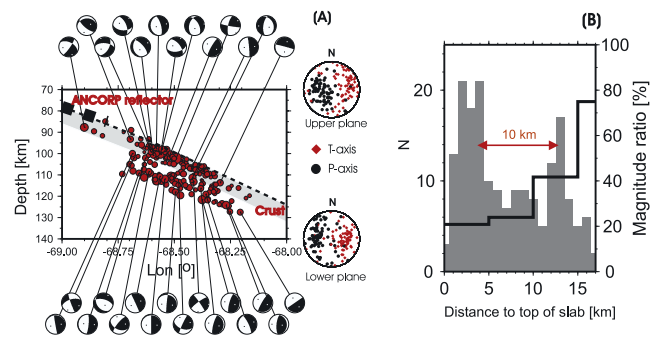 (A)
ANCORP reflector
Crust
70
80
90
100
110
120
130
140
Depth [km]
-69.00
-68.75
-68.50
-68.25
-68.00
Lon [º]
N
Upper plane
T-axis
P-axis
N
Lower plane
(B)
20
10
0
N
10 km
100
80
60
40
20
0
Magnitude ratio [%]
0
5
10
15
Distance to top of slab [km]